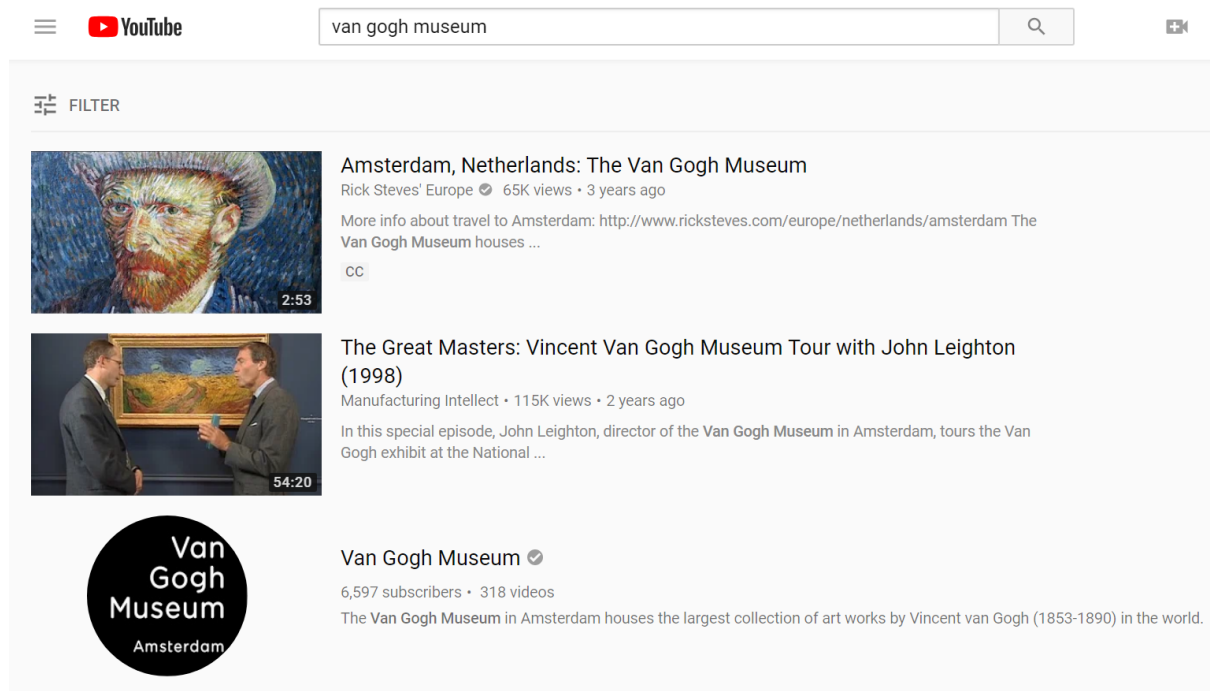 YouTube
van gogh museum
FILTER
Amsterdam, Netherlands: The Van Gogh Museum
Rick Steves' Europe 65K views • 3 years ago
More info about travel to Amsterdam: http://www.ricksteves.com/europe/netherlands/amsterdam The
Van Gogh Museum houses ...
CC
2:53
The Great Masters: Vincent Van Gogh Museum Tour with John Leighton
(1998)
Manufacturing Intellect • 115K views • 2 years ago
In this special episode, John Leighton, director of the Van Gogh Museum in Amsterdam, tours the Van
Gogh exhibit at the National ...
54:20
Van
Gogh
Museum
Amsterdam
Van Gogh Museum
6,597 subscribers • 318 videos
The Van Gogh Museum in Amsterdam houses the largest collection of art works by Vincent van Gogh (1853-1890) in the world.